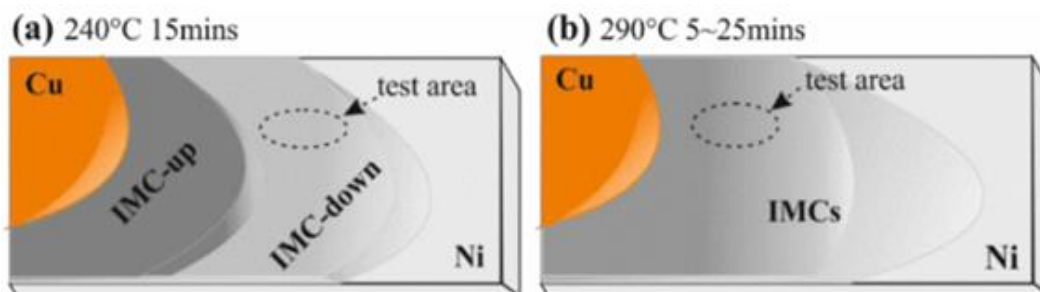 (a) 240°C 15mins
Cu
test area
IMC-up
IMC-down
Ni
(b) 290°C 5~25mins
Cu
test area
IMCs
Ni